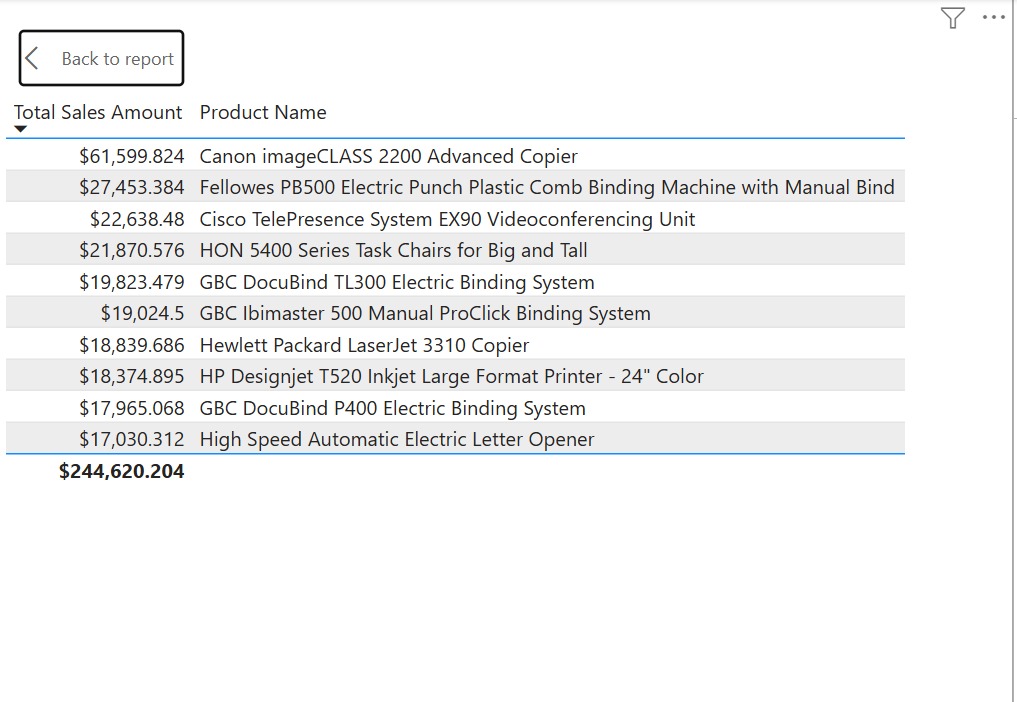 Back to report
Total Sales Amount Product Name
$61,599.824 Canon imageCLASS 2200 Advanced Copier
$27,453.384 Fellowes PB500 Electric Punch Plastic Comb Binding Machine with Manual Bind
$22,638.48 Cisco TelePresence System EX90 Videoconferencing Unit
$21,870.576 HON 5400 Series Task Chairs for Big and Tall
$19,823.479 GBC DocuBind TL300 Electric Binding System
$19,024.5 GBC Ibimaster 500 Manual ProClick Binding System
$18,839.686 Hewlett Packard LaserJet 3310 Copier
$18,374.895 HP Designjet T520 Inkjet Large Format Printer - 24" Color
$17,965.068 GBC DocuBind P400 Electric Binding System
$17,030.312 High Speed Automatic Electric Letter Opener
$244,620.204